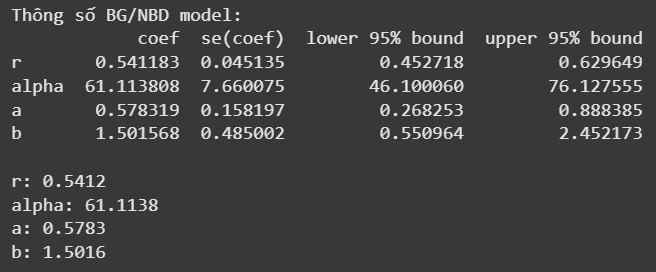 Thông số BG/NBD model:
coef se(coef) lower 95% bound upper 95% bound
r 0.541183 0.045135 0.452718 0.629649
alpha 61.113808 7.660075 46.100060 76.127555
a 0.578319 0.158197 0.268253 0.888385
b 1.501568 0.485002 0.550964 2.452173
r: 0.5412
alpha: 61.1138
a: 0.5783
b: 1.5016